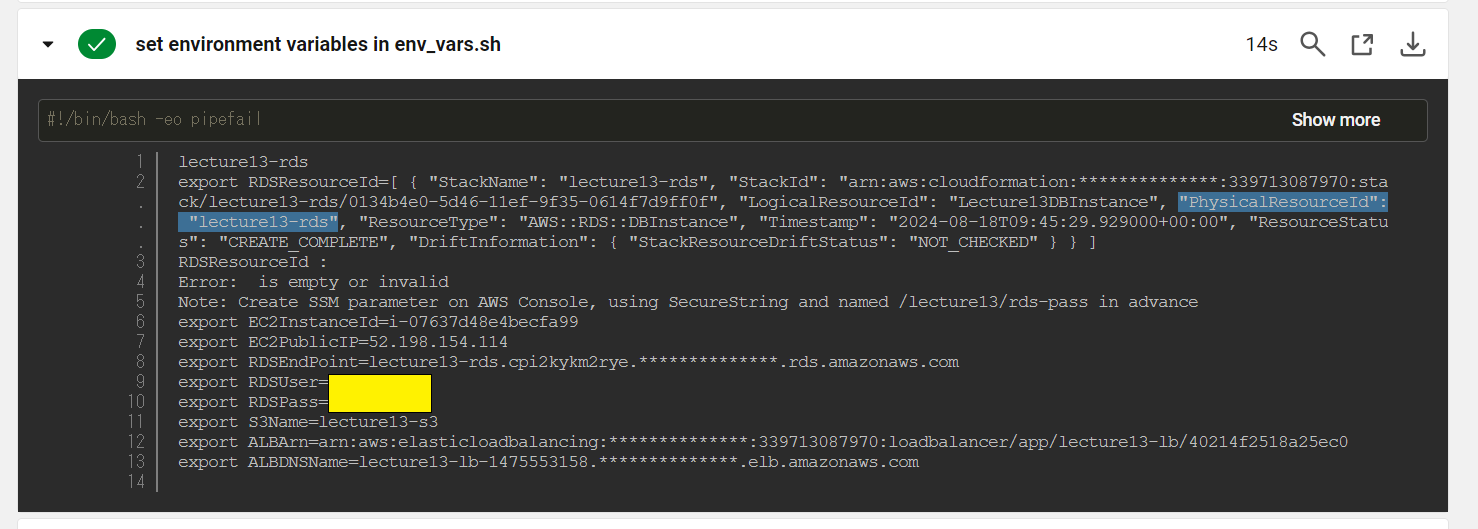 set environment variables in env_vars.sh
14s
#!/bin/bash -eo pipefail
Show more
1 lecture13-rds
2 export RDSResourceId=[ { "StackName": "lecture13-rds", "StackId": "arn:aws:cloudformation:**************:339713087970:sta
. ck/lecture13-rds/0134b4e0-5d46-11ef-9f35-0614f7d9ff0f", "LogicalResourceId": "Lecture13DBInstance", "PhysicalResourceId":
. "lecture13-rds", "ResourceType": "AWS::RDS::DBInstance", "Timestamp": "2024-08-18T09:45:29.929000+00:00", "ResourceStatu
. s": "CREATE_COMPLETE", "DriftInformation": { "StackResourceDriftStatus": "NOT_CHECKED" } } ]
3 RDSResourceId :
4 Error:  is empty or invalid
5 Note: Create SSM parameter on AWS Console, using SecureString and named /lecture13/rds-pass in advance
6 export EC2InstanceId=i-07637d48e4becfa99
7 export EC2PublicIP=52.198.154.114
8 export RDSEndPoint=lecture13-rds.cpi2kykm2rye.**************.rds.amazonaws.com
9 export RDSUser=
10 export RDSPass=
11 export S3Name=lecture13-s3
12 export ALBArn=arn:aws:elasticloadbalancing:**************:339713087970:loadbalancer/app/lecture13-lb/40214f2518a25ec0
13 export ALBDNSName=lecture13-lb-1475553158.**************.elb.amazonaws.com
14